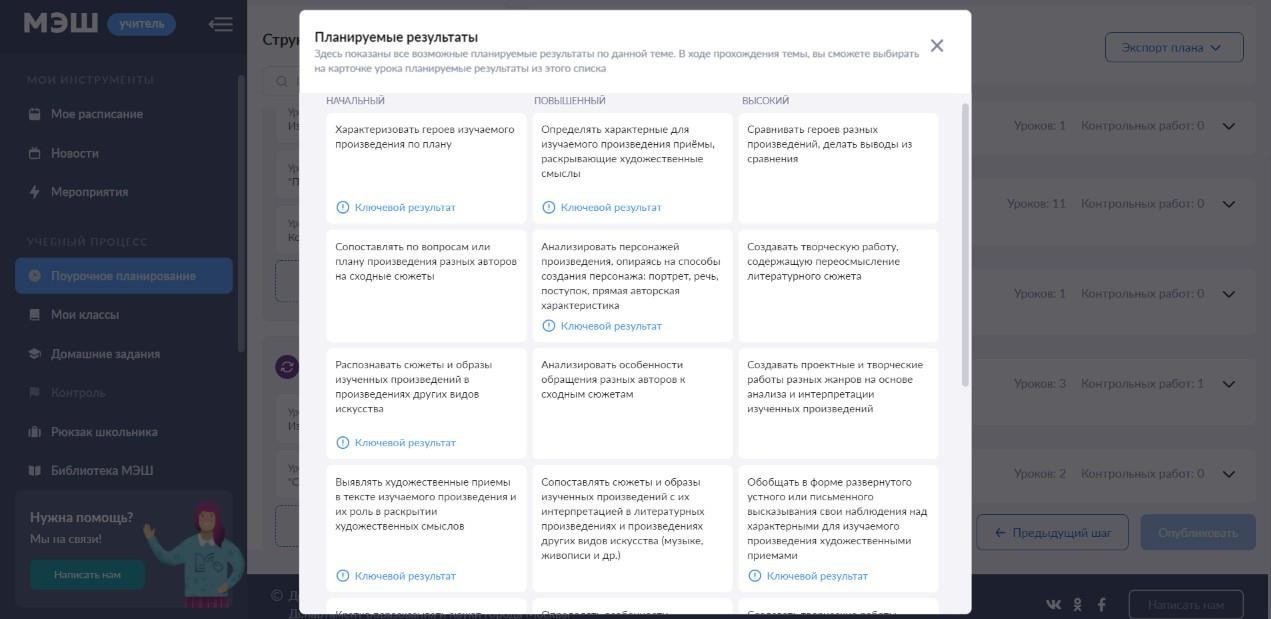 МЭШ учитель
МОИ ИНСТРУМЕНТЫ
Мое расписание
Новости
Мероприятия
УЧЕБНЫЙ ПРОЦЕСС
Поурочное планирование
Мои классы
Домашние задания
Контроль
Рюкзак школьника
Библиотека МЭШ
Нужна помощь?
Мы на связи!
Написать нам
Планируемые результаты
Здесь показаны все возможные планируемые результаты по данной теме. В ходе прохождения темы, вы сможете выбирать
на карточке урока планируемые результаты из этого списка
НАЧАЛЬНЫЙ
ПОВЫШЕННЫЙ
ВЫСОКИЙ
Характеризовать героев изучаемого
произведения по плану
Ключевой результат
Определять характерные для
изучаемого произведения приёмы,
раскрывающие художественные
смыслы
Ключевой результат
Сравнивать героев разных
произведений, делать выводы из
сравнения
Сопоставлять по вопросам или
плану произведения разных авторов
на сходные сюжеты
Анализировать персонажей
произведения, опираясь на способы
создания персонажа: портрет, речь,
поступок, прямая авторская
характеристика
Ключевой результат
Создавать творческую работу,
содержащую переосмысление
литературного сюжета
Распознавать сюжеты и образы
изученных произведений в
произведениях других видов
искусства
Ключевой результат
Анализировать особенности
обращения разных авторов к
сходным сюжетам
Создавать проектные и творческие
работы разных жанров на основе
анализа и интерпретации
изученных произведений
Выявлять художественные приемы
в тексте изучаемого произведения и
их роль в раскрытии
художественных смыслов
Ключевой результат
Сопоставлять сюжеты и образы
изученных произведений с их
интерпретацией в литературных
произведениях и произведениях
других видов искусства (музыке,
живописи и др.)
Обобщать в форме развернутого
устного или письменного
высказывания свои наблюдения над
характерными для изучаемого
произведения художественными
приемами
Ключевой результат
Экспорт плана
Уроков: 1 Контрольных работ: 0
Уроков: 11 Контрольных работ: 0
Уроков: 1 Контрольных работ: 0
Уроков: 3 Контрольных работ: 1
Уроков: 2 Контрольных работ: 0
Предыдущий шаг
Опубликовать
Написать нам